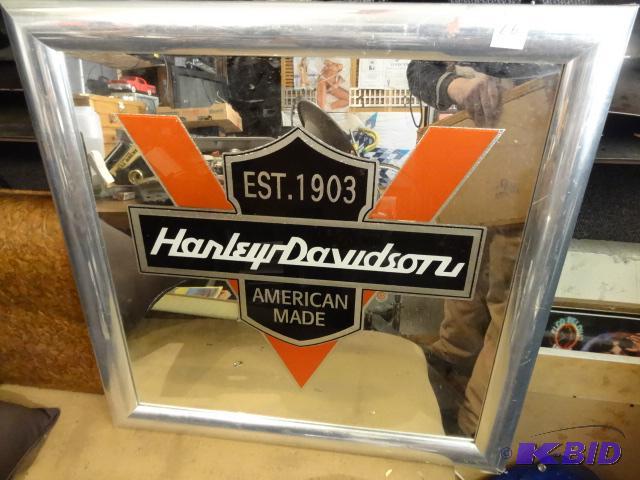 EST.1903
Harley-Davidson
AMERICAN
MADE
© K-BID